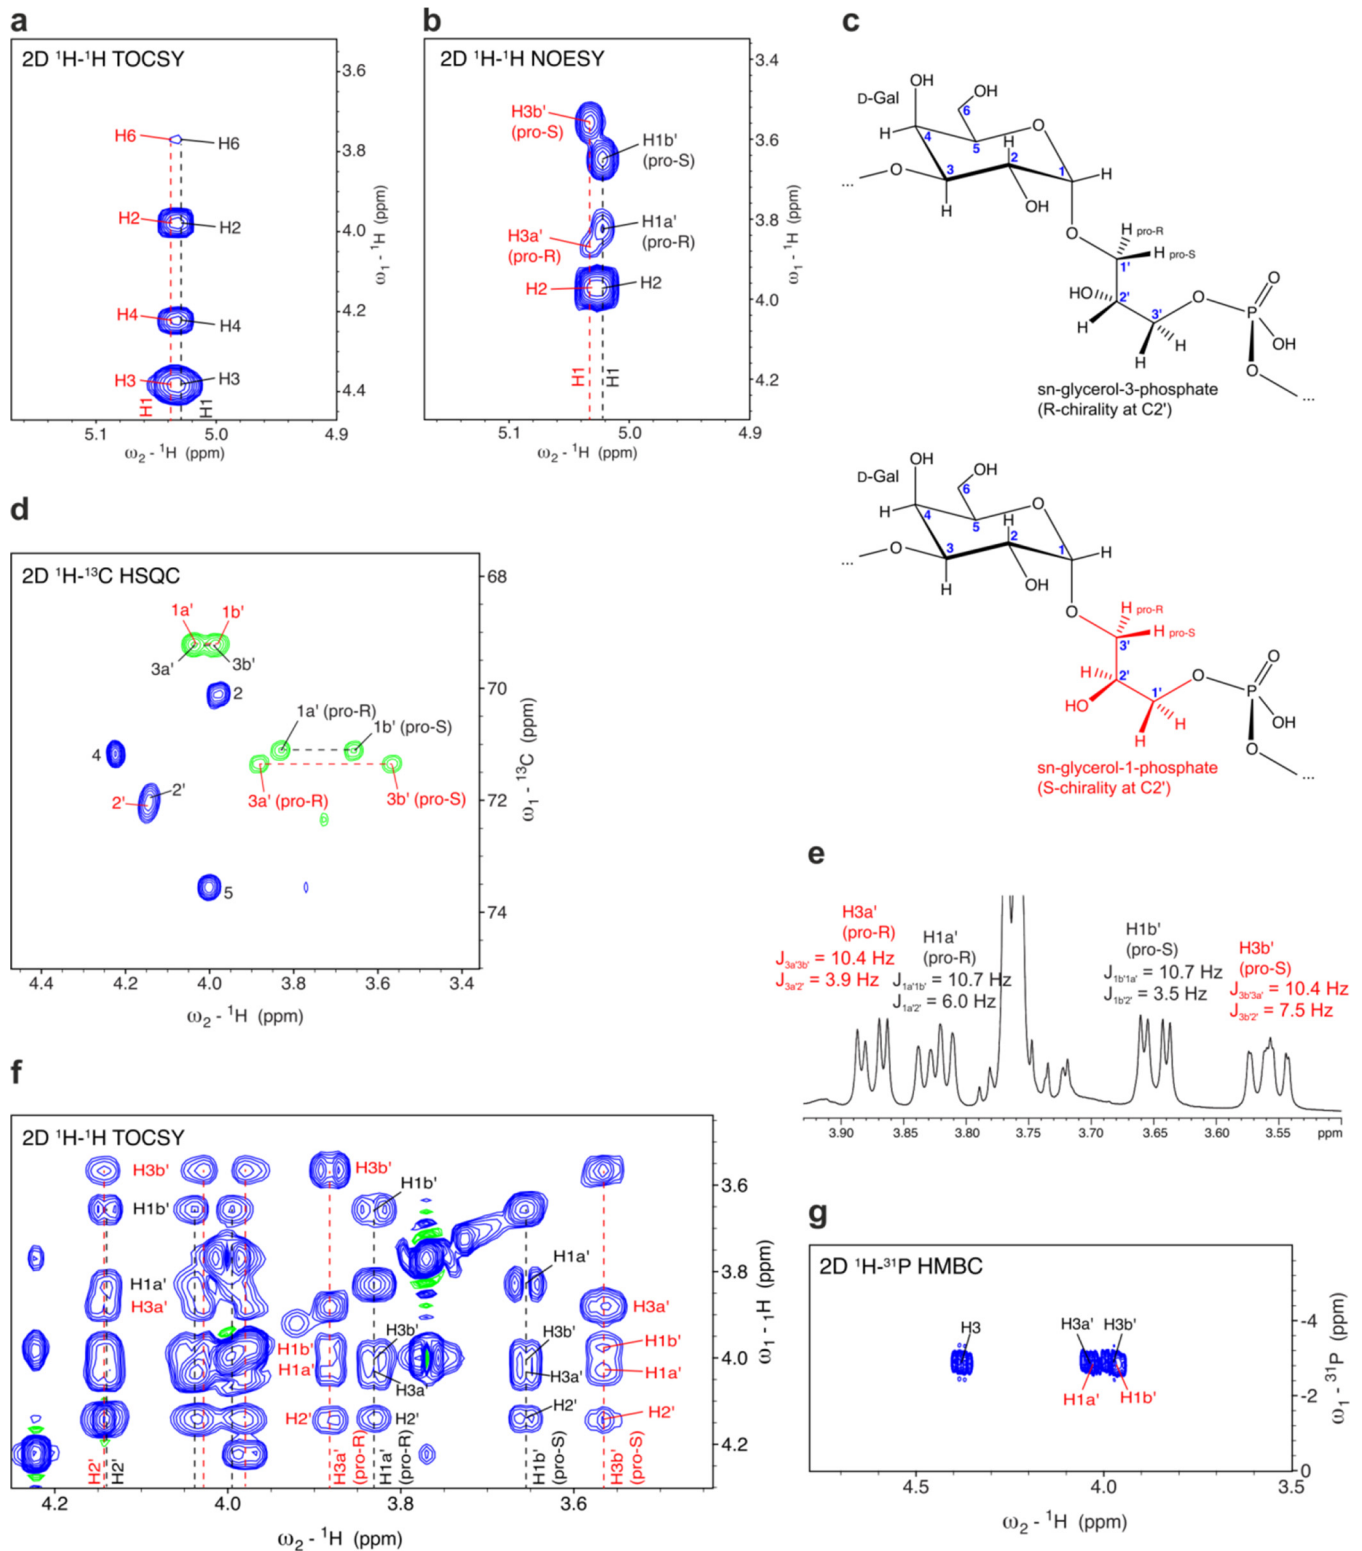 a
2D ¹H-¹H TOCSY
H6
H6
H2
H2
H4
H4
H3
H3
H1
H1
3.6
3.8
4.0
4.2
4.4
ω₁ - ¹H (ppm)
5.1
5.0
4.9
ω₂ - ¹H (ppm)
b
2D ¹H-¹H NOESY
H3b'
(pro-S)
H1b'
(pro-S)
H1a'
(pro-R)
H3a'
(pro-R)
H2
H2
H1
H1
3.4
3.6
3.8
4.0
4.2
ω₁ - ¹H (ppm)
5.1
5.0
4.9
ω₂ - ¹H (ppm)
c
OH
D-Gal
OH
6
H
4
O
5
H
2
3
1
H
O
...
H
OH
O
H pro-R
H pro-S
1'
HO
2'
O
O
H
3'
P
H
H
OH
O
...
sn-glycerol-3-phosphate
(R-chirality at C2')
OH
D-Gal
OH
6
H
4
O
5
H
2
3
1
H
O
...
H
OH
O
H pro-R
H pro-S
3'
H
2'
O
O
HO
1'
P
H
H
OH
O
...
sn-glycerol-1-phosphate
(S-chirality at C2')
d
2D ¹H-¹³C HSQC
1a'
1b'
3a'
3b'
2
1a' (pro-R)
1b' (pro-S)
4
2'
2'
3a' (pro-R)
3b' (pro-S)
5
68
70
72
74
ω₁ - ¹³C (ppm)
4.4
4.2
4.0
3.8
3.6
3.4
ω₂ - ¹H (ppm)
e
H3a'
(pro-R)
J3a'3b' = 10.4 Hz
J3a'2' = 3.9 Hz
H1a'
(pro-R)
J1a'1b' = 10.7 Hz
J1a'2' = 6.0 Hz
H1b'
(pro-S)
J1b'1a' = 10.7 Hz
J1b'2' = 3.5 Hz
H3b'
(pro-S)
J3b'3a' = 10.4 Hz
J3b'2' = 7.5 Hz
3.90
3.85
3.80
3.75
3.70
3.65
3.60
3.55
ppm
f
2D ¹H-¹H TOCSY
H3b'
H3b'
H1b'
H1b'
H1a'
H1a'
H3a'
H3a'
H1b'
H3b'
H3b'
H1b'
H1a'
H3a'
H3a'
H1a'
H2'
H2'
H2'
H2'
H2'
H2'
H3a'
(pro-R)
H1a'
(pro-R)
H1b'
(pro-S)
H3b'
(pro-S)
3.6
3.8
4.0
4.2
ω₁ - ₁H (ppm)
4.2
4.0
3.8
3.6
ω₂ - ¹H (ppm)
g
2D ¹H-³¹P HMBC
H3
H3a'
H3b'
H1a'
H1b'
-4
-2
0
ω₁ - ³¹P (ppm)
4.5
4.0
3.5
ω₂ - ¹H (ppm)